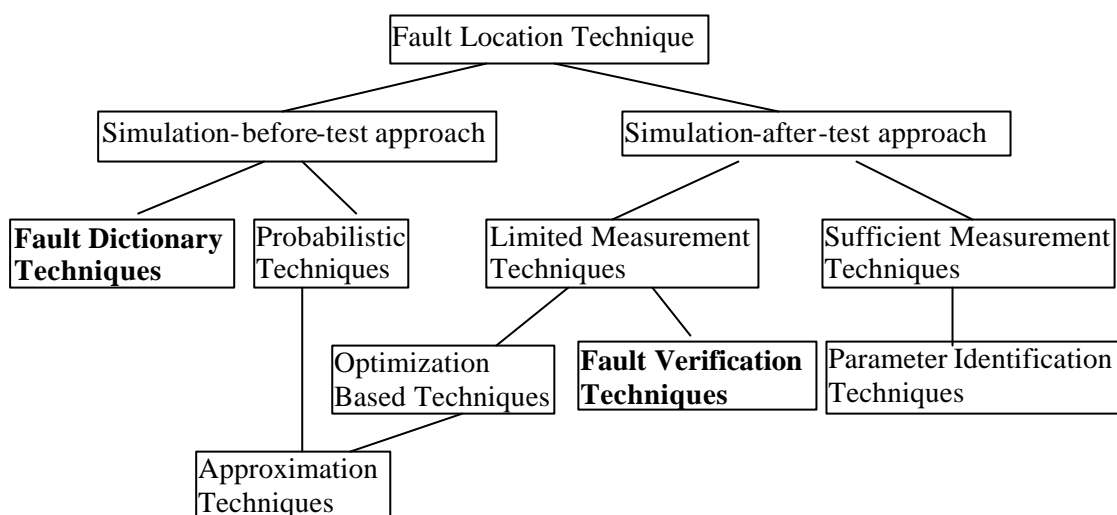 Fault Location Technique
Simulation-before-test approach
Simulation-after-test approach
Fault Dictionary
Techniques
Probabilistic
Techniques
Limited Measurement
Techniques
Sufficient Measurement
Techniques
Optimization
Based Techniques
Fault Verification
Techniques
Parameter Identification
Techniques
Approximation
Techniques